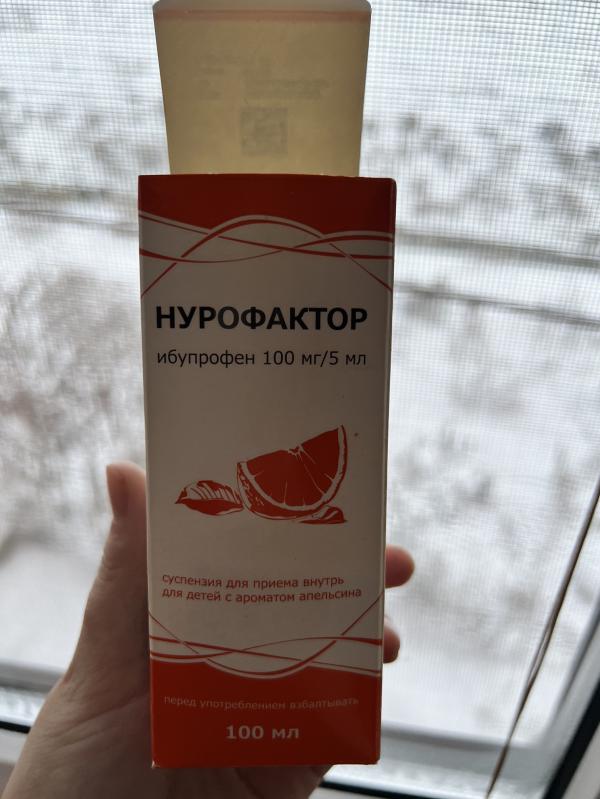 НУРОФАКТОР
ибупрофен 100 мг/5 мл
суспензия для приема внутрь
для детей с ароматом апельсина
перед употреблением взбалтывать
100 мл